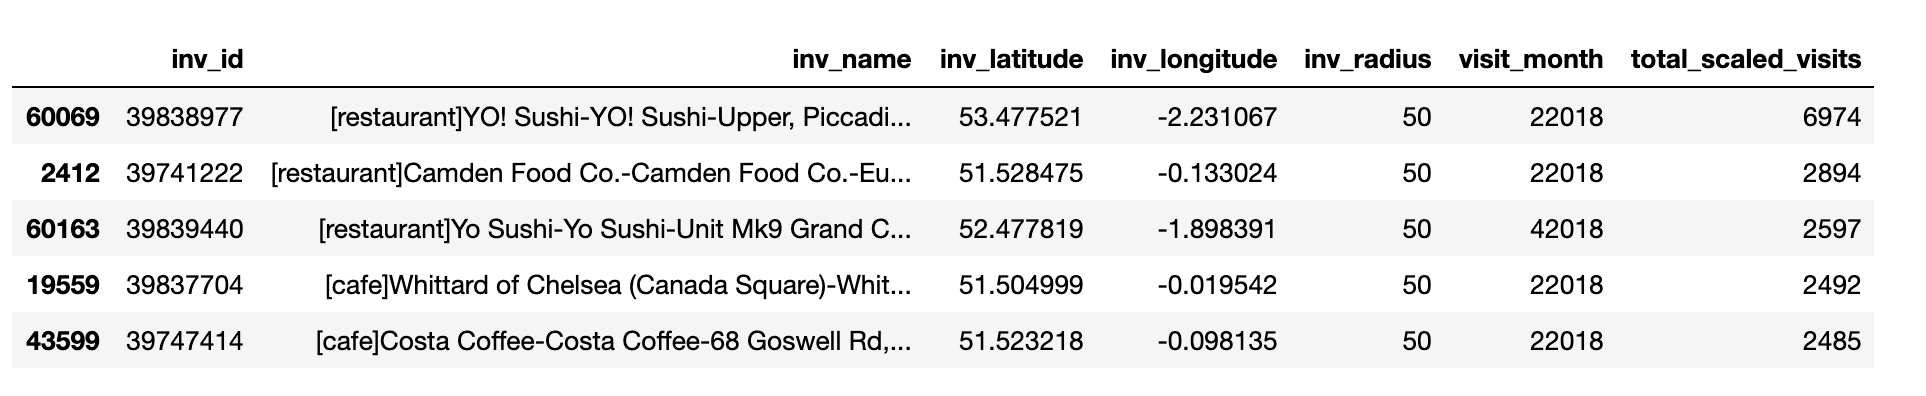 inv_id inv_name inv_latitude inv_longitude inv_radius visit_month total_scaled_visits
60069 39838977 [restaurant]YO! Sushi-YO! Sushi-Upper, Piccadi... 53.477521 -2.231067 50 22018 6974
2412 39741222 [restaurant]Camden Food Co.-Camden Food Co.-Eu... 51.528475 -0.133024 50 22018 2894
60163 39839440 [restaurant]Yo Sushi-Yo Sushi-Unit Mk9 Grand C... 52.477819 -1.898391 50 42018 2597
19559 39837704 [cafe]Whittard of Chelsea (Canada Square)-Whit... 51.504999 -0.019542 50 22018 2492
43599 39747414 [cafe]Costa Coffee-Costa Coffee-68 Goswell Rd,... 51.523218 -0.098135 50 22018 2485